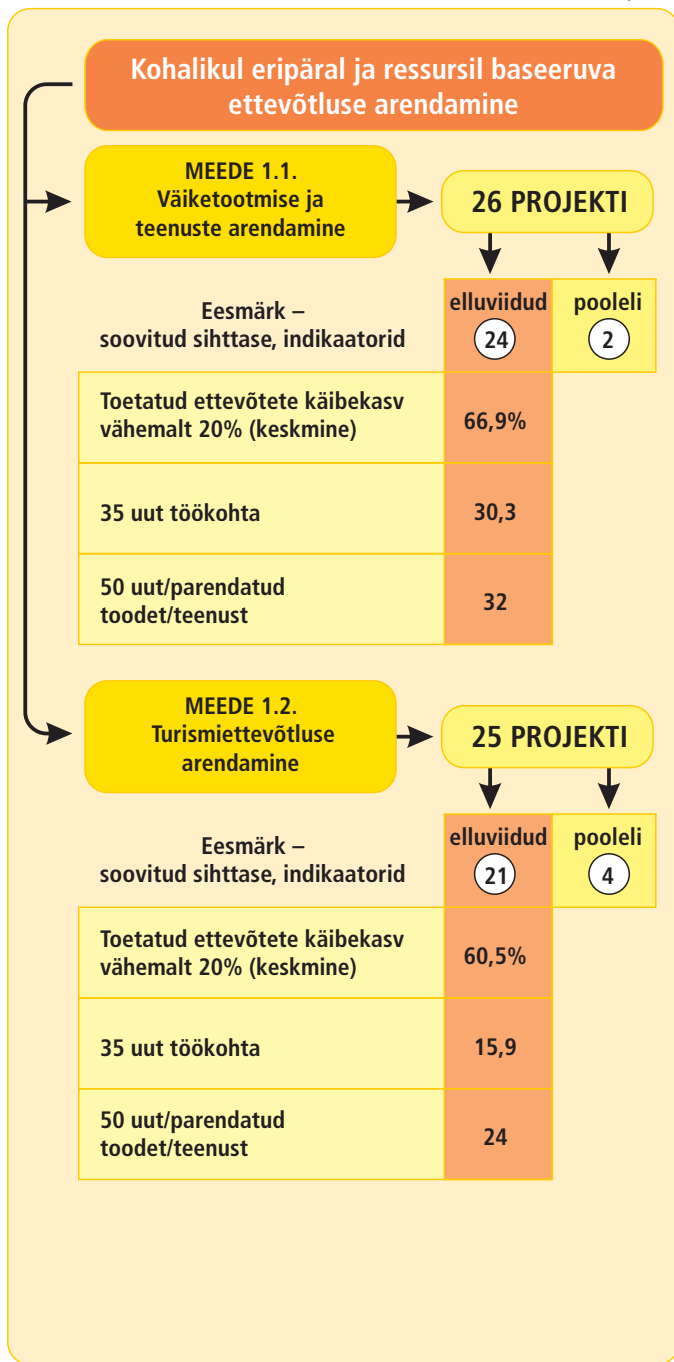 Kohalikul eripäral ja ressursil baseeruva
ettevõtluse arendamine
MEEDE 1.1.
Väiketootmise ja
teenuste arendamine
26 PROJEKTI
Eesmärk –
soovitud sihttase, indikaatorid
elluviidud
24
pooleli
2
Toetatud ettevõtete käibekasv
vähemalt 20% (keskmine)
66,9%
35 uut töökohta
30,3
50 uut/parendatud
toodet/teenust
32
MEEDE 1.2.
Turismiettevõtluse
arendamine
25 PROJEKTI
Eesmärk –
soovitud sihttase, indikaatorid
elluviidud
21
pooleli
4
Toetatud ettevõtete käibekasv
vähemalt 20% (keskmine)
60,5%
35 uut töökohta
15,9
50 uut/parendatud
toodet/teenust
24